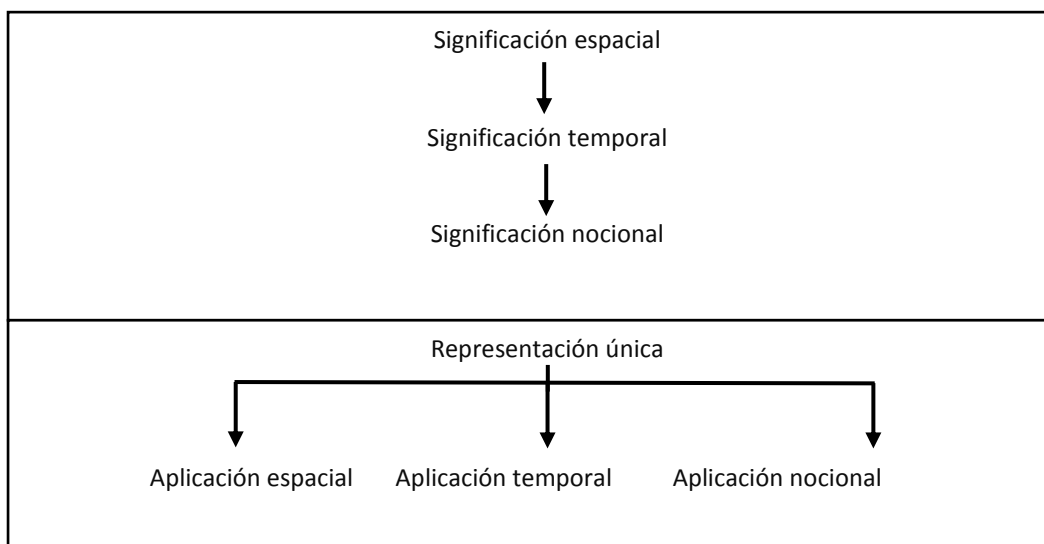 Significación espacial
Significación temporal
Significación nocional
Representación única
Aplicación espacial Aplicación temporal Aplicación nocional